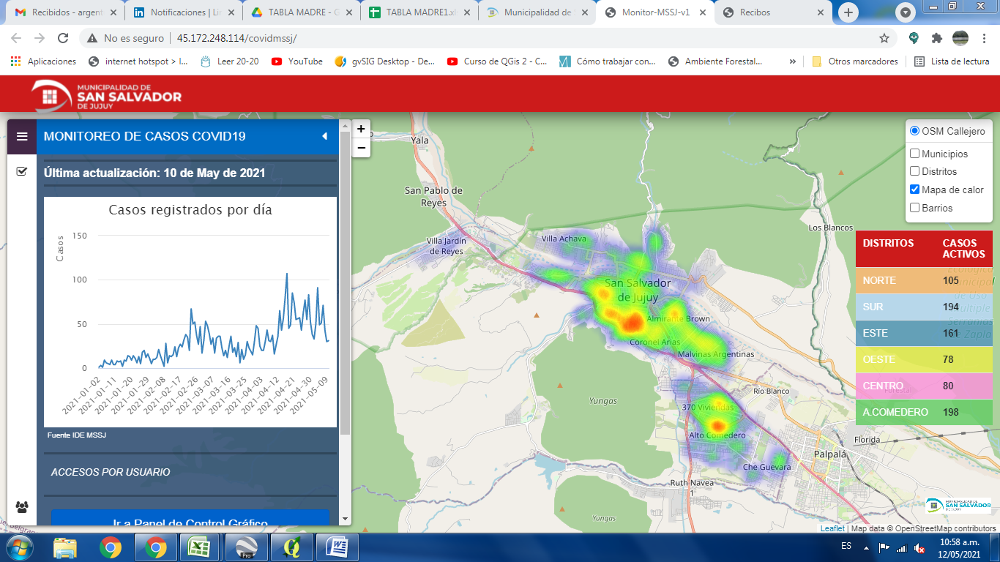 Recibidos - argent
Notificaciones | Lin
TABLA MADRE - G
TABLA MADRE1.xl
Municipalidad de
Monitor-MSSJ-v1
Recibos
No es seguro | 45.172.248.114/covidmssj/
Aplicaciones
internet hotspot > l...
Leer 20-20
YouTube
gvSIG Desktop - De...
Curso de QGis 2 - C...
Cómo trabajar con...
Ambiente Forestal...
»
Otros marcadores
Lista de lectura
MUNICIPALIDAD DE
SAN SALVADOR
DE JUJUY
MONITOREO DE CASOS COVID19
Última actualización: 10 de May de 2021
Casos registrados por día
Casos
150
100
50
0
2021-01-02
2021-01-11
2021-01-20
2021-01-29
2021-02-08
2021-02-17
2021-02-26
2021-03-07
2021-03-16
2021-03-25
2021-04-03
2021-04-12
2021-04-21
2021-04-30
2021-05-09
Fuente IDE MSSJ
ACCESOS POR USUARIO
Ir a Panel de Control Gráfico
+
−
Yala
San Pablo de
Reyes
Villa Jardín
de Reyes
Villa Achava
Los Blancos
San Salvador
de Jujuy
Almirante Brown
Coronel Arias
Malvinas Argentinas
Yungas
370 Viviendas
Río Blanco
Alto Comedero
Florida
Palpalá
Che Guevara
Ruth Navea
1
Yungas
OSM Callejero
Municipios
Distritos
Mapa de calor
Barrios
DISTRITOS CASOS
ACTIVOS
NORTE 105
SUR 194
ESTE 161
OESTE 78
CENTRO 80
A.COMEDERO 198
MUNICIPALIDAD DE
SAN SALVADOR
DE JUJUY
Leaflet | Map data © OpenStreetMap contributors
Pro
ES
10:58 a.m.
12/05/2021